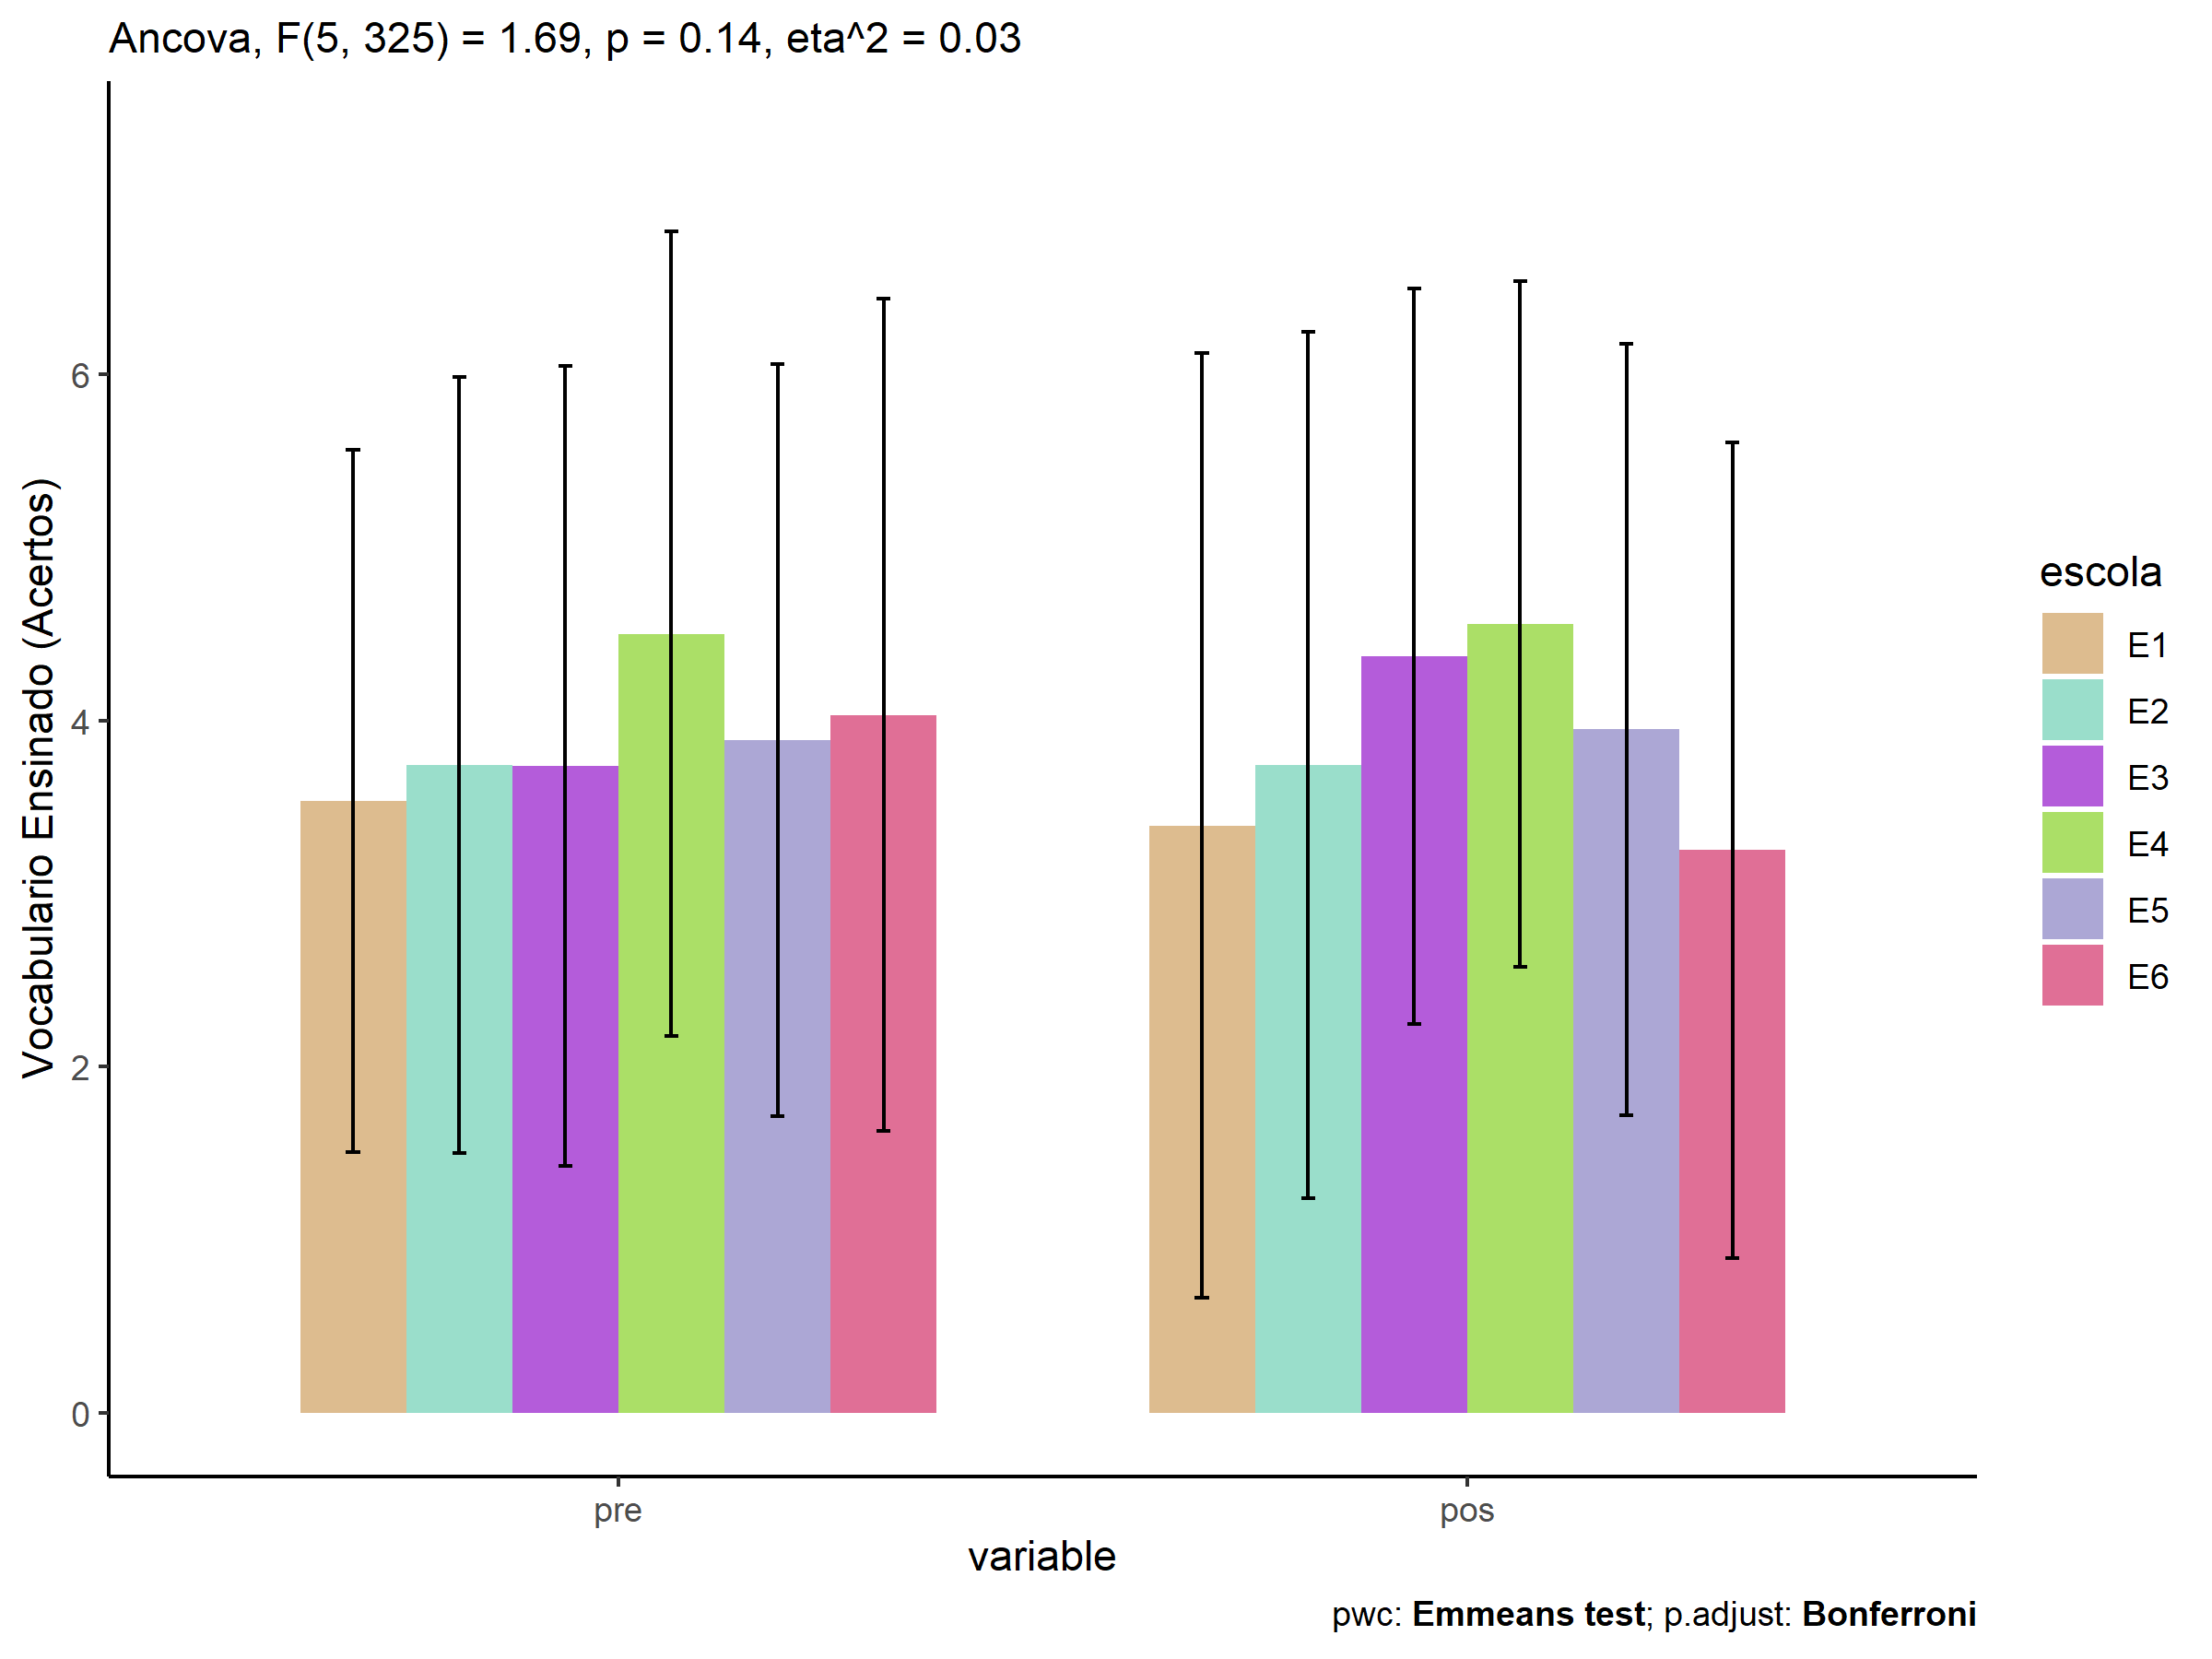 Ancova, F(5, 325) = 1.69, p = 0.14, eta^2 = 0.03
Vocabulario Ensinado (Acertos)
6
4
2
0
pre
pos
variable
escola
E1
E2
E3
E4
E5
E6
pwc: Emmeans test; p.adjust: Bonferroni